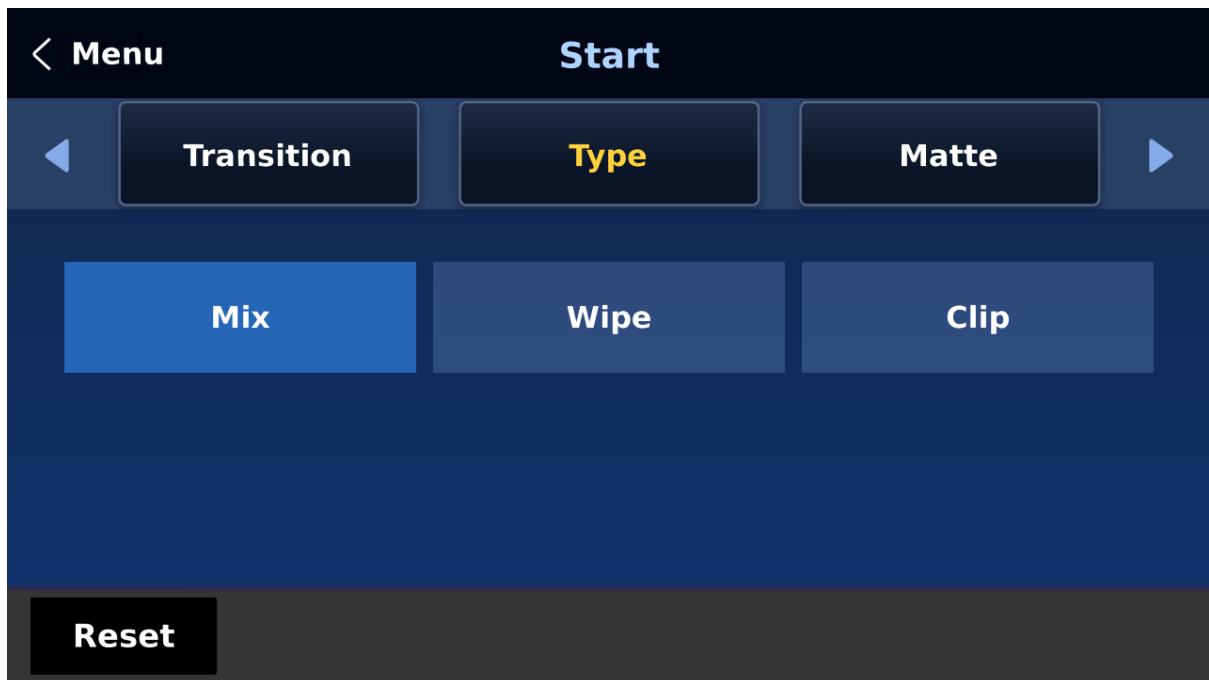 Menu
Start
Transition
Type
Matte
Mix
Wipe
Clip
Reset